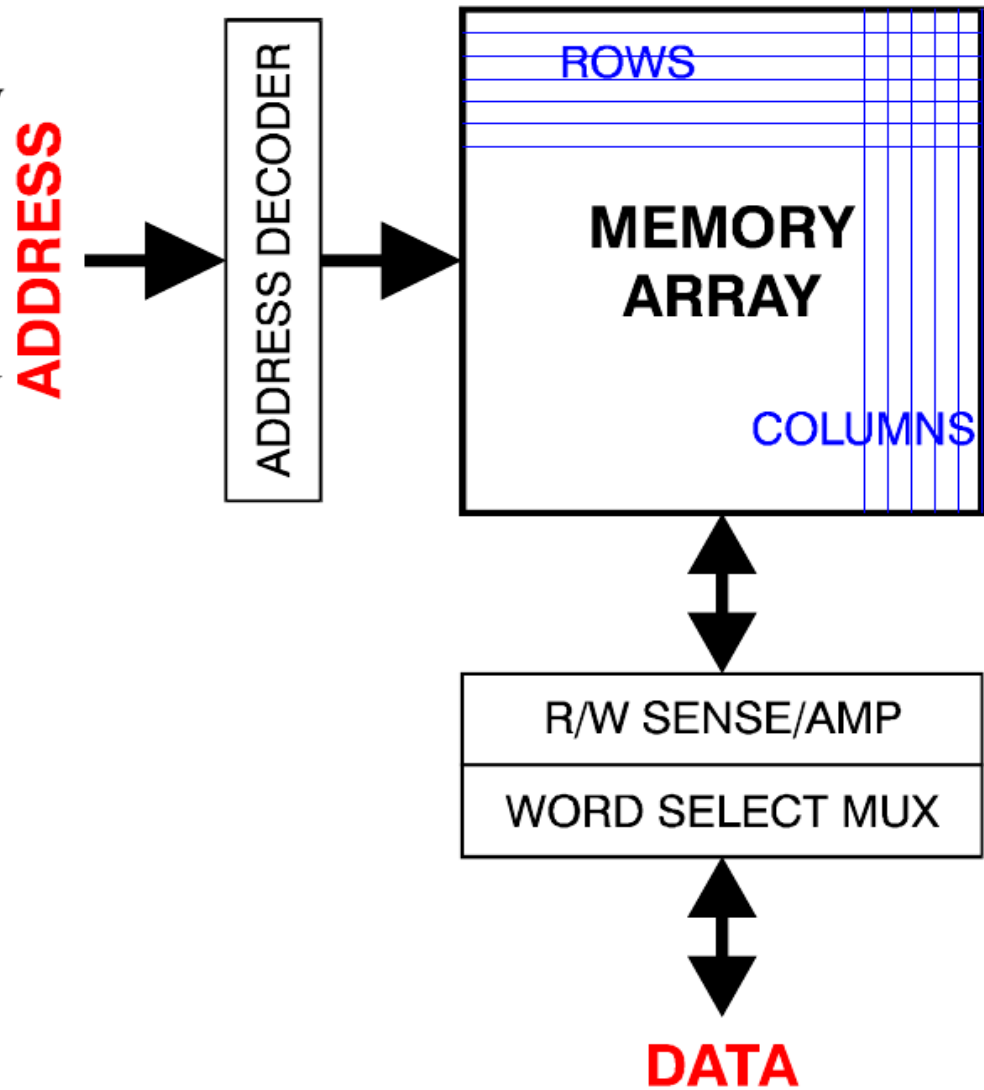 ADDRESS
ADDRESS DECODER
ROWS
MEMORY
ARRAY
COLUMNS
R/W SENSE/AMP
WORD SELECT MUX
DATA